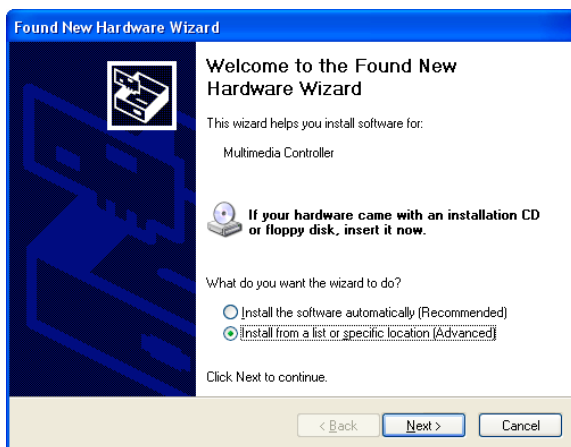 Found New Hardware Wizard
Welcome to the Found New
Hardware Wizard
This wizard helps you install software for:
Multimedia Controller
If your hardware came with an installation CD
or floppy disk, insert it now.
What do you want the wizard to do?
Install the software automatically (Recommended)
Install from a list or specific location (Advanced)
Click Next to continue.
< Back Next > Cancel